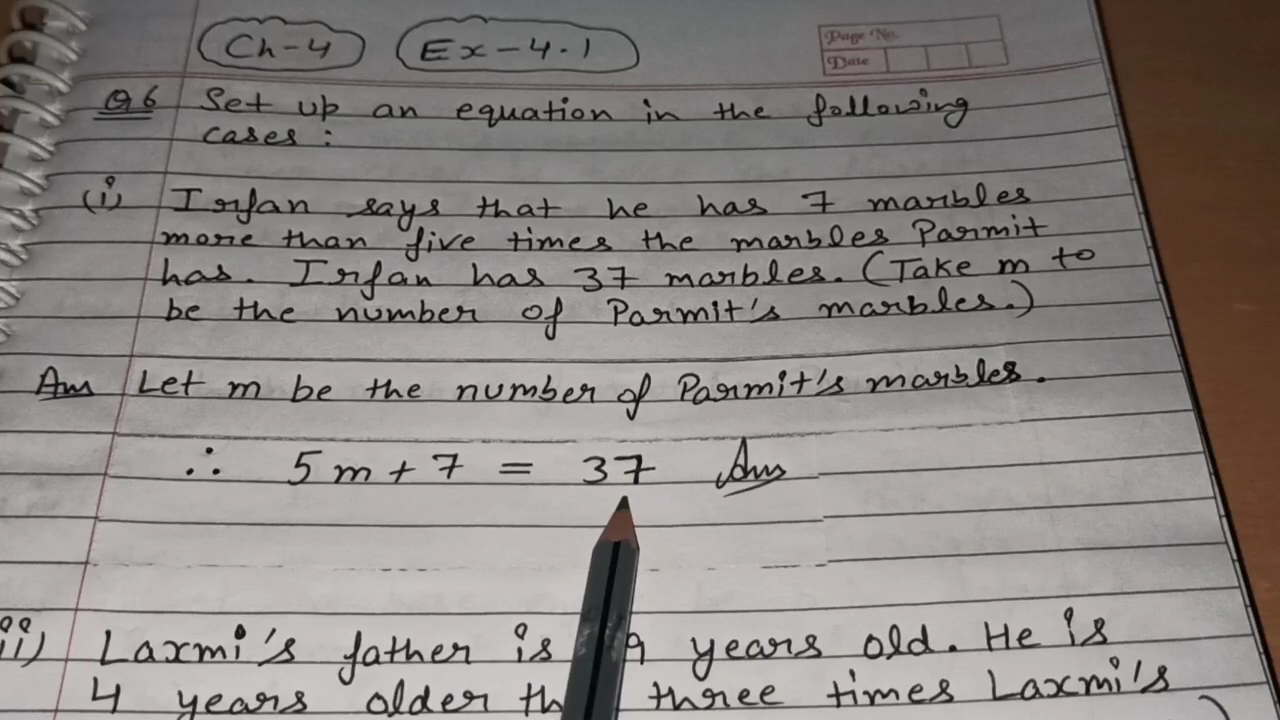 Ch-4 Ex-4.1
Page No.
Date
Q6 Set up an equation in the following
cases:
(i) Irfan says that he has 7 marbles
more than five times the marbles Parmit
has. Irfan has 37 marbles. (Take m to
be the number of Parmit's marbles.)
Ans Let m be the number of Parmit's marbles.
∴ 5m + 7 = 37 Ans
ii) Laxmi's father is 9 years old. He is
4 years older th three times Laxmi's
)